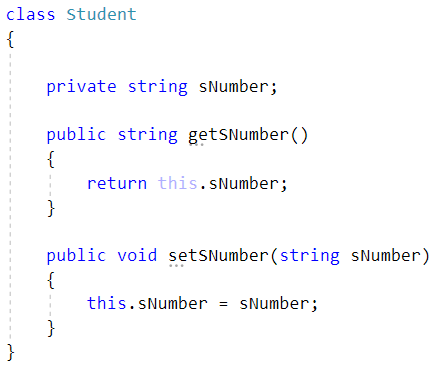 class Student
{
private string sNumber;
public string getSNumber()
{
return this.sNumber;
}
public void setSNumber(string sNumber)
{
this.sNumber = sNumber;
}
}